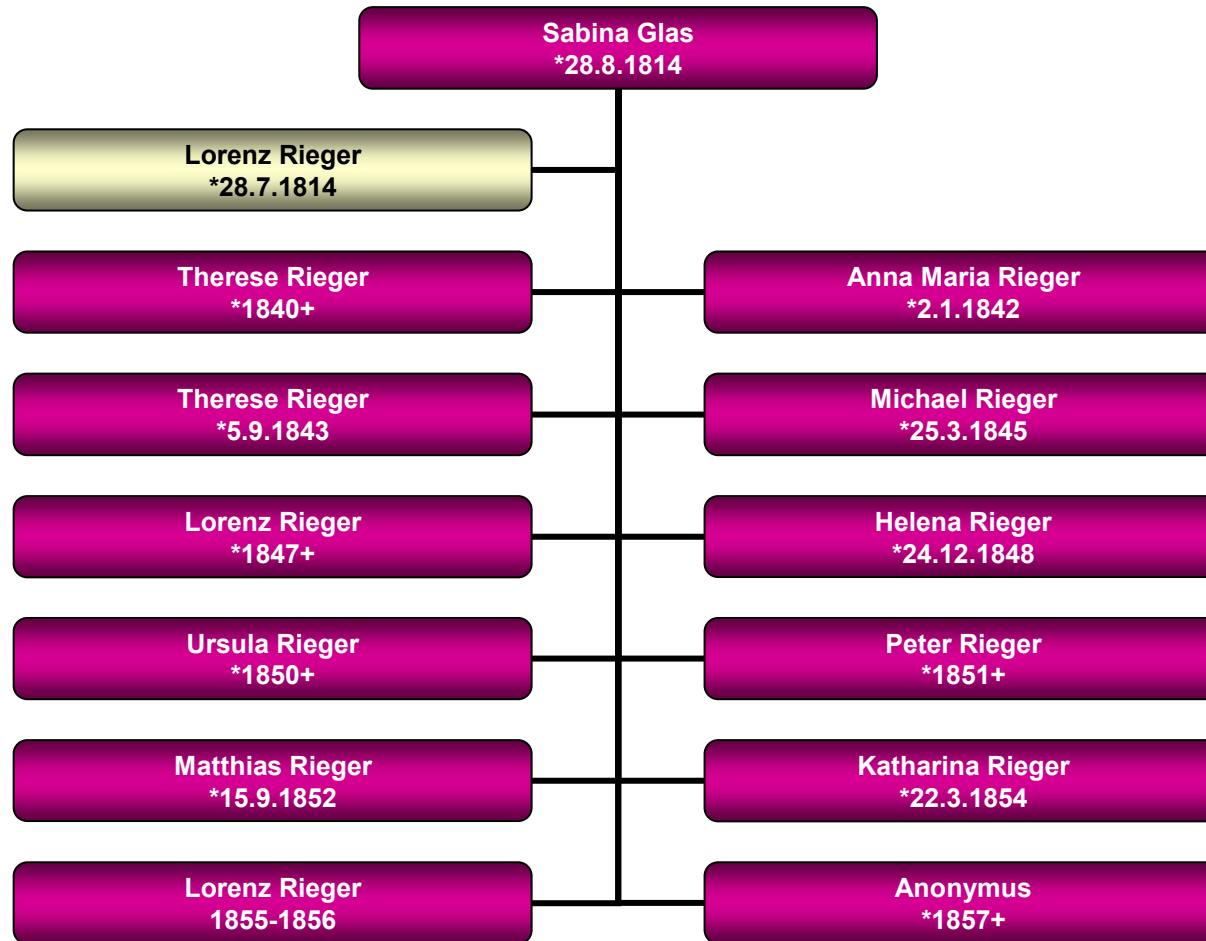 Sabina Glas
*28.8.1814
Lorenz Rieger
*28.7.1814
Therese Rieger
*1840+
Anna Maria Rieger
*2.1.1842
Therese Rieger
*5.9.1843
Michael Rieger
*25.3.1845
Lorenz Rieger
*1847+
Helena Rieger
*24.12.1848
Ursula Rieger
*1850+
Peter Rieger
*1851+
Matthias Rieger
*15.9.1852
Katharina Rieger
*22.3.1854
Lorenz Rieger
1855-1856
Anonymus
*1857+